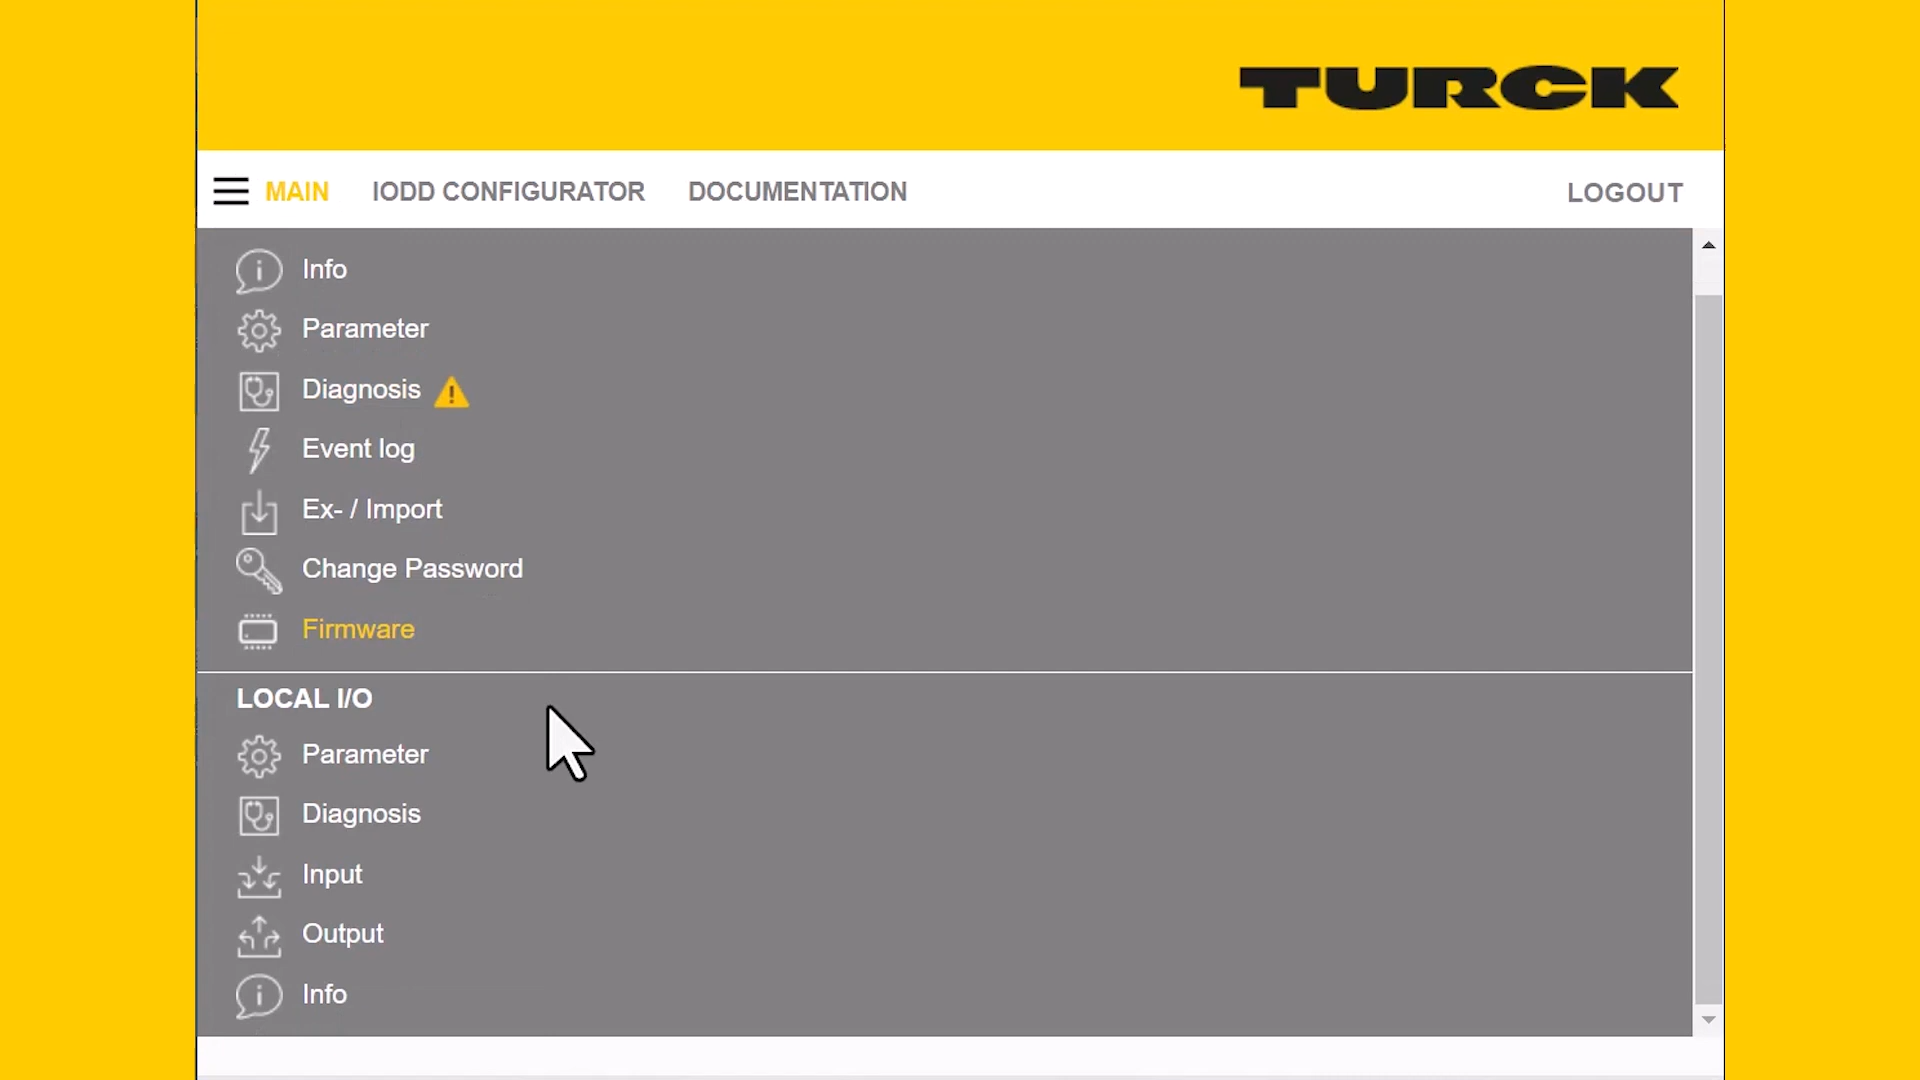 TURCK
MAIN IODD CONFIGURATOR DOCUMENTATION LOGOUT
Info
Parameter
Diagnosis
Event log
Ex- / Import
Change Password
Firmware
LOCAL I/O
Parameter
Diagnosis
Input
Output
Info